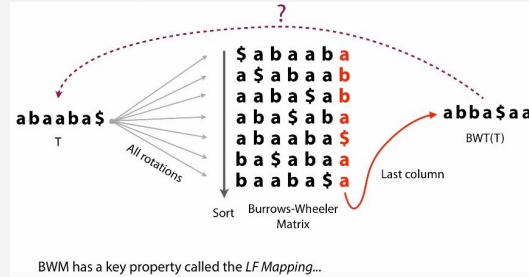 ?
$ a b a a b a
a $ a b a a b
a a b a $ a b
a b a $ a b a
a b a a b a $
b a $ a b a a
b a a b a $ a
a b a a b a $
T
All rotations
Sort
Burrows-Wheeler
Matrix
Last column
a b b a $ a a
BWT(T)
BWM has a key property called the LF Mapping...